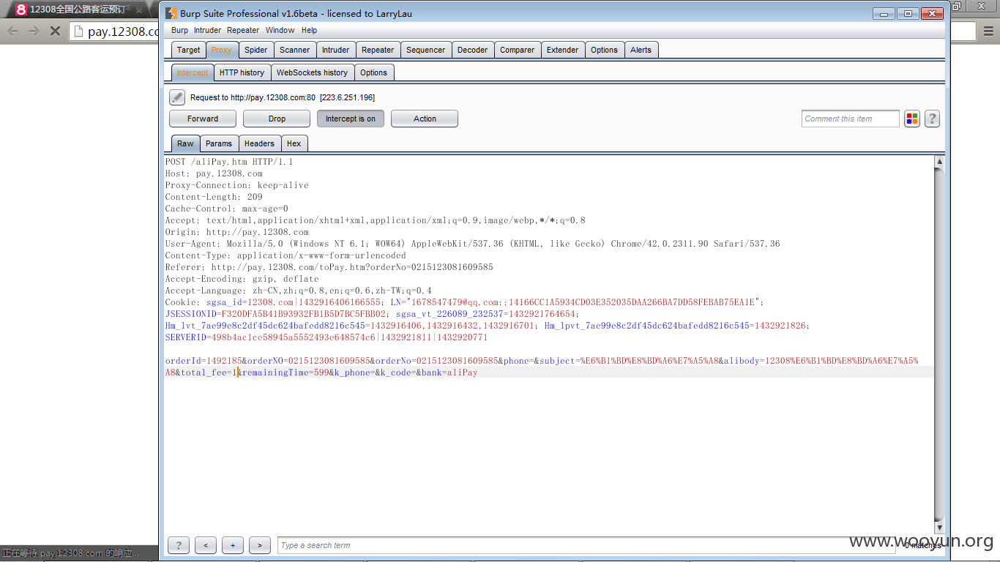 12308全国公路客运预订
pay.12308.co
Burp Suite Professional v1.6beta - licensed to LarryLau
Burp Intruder Repeater Window Help
Target Proxy Spider Scanner Intruder Repeater Sequencer Decoder Comparer Extender Options Alerts
Intercept HTTP history WebSockets history Options
Request to http://pay.12308.com:80 [223.6.251.196]
Forward Drop Intercept is on Action Comment this item ?
Raw Params Headers Hex
POST /aliPay.htm HTTP/1.1
Host: pay.12308.com
Proxy-Connection: keep-alive
Content-Length: 209
Cache-Control: max-age=0
Accept: text/html,application/xhtml+xml,application/xml;q=0.9,image/webp,*/*;q=0.8
Origin: http://pay.12308.com
User-Agent: Mozilla/5.0 (Windows NT 6.1; WOW64) AppleWebKit/537.36 (KHTML, like Gecko) Chrome/42.0.2311.90 Safari/537.36
Content-Type: application/x-www-form-urlencoded
Referer: http://pay.12308.com/toPay.htm?orderNo=0215123081609585
Accept-Encoding: gzip, deflate
Accept-Language: zh-CN,zh;q=0.8,en;q=0.6,zh-TW;q=0.4
Cookie: sgsa_id=12308.com|1432916406166555; LN="1678547479@qq.com::14166CC1A5934CD03E352035DAA266BA7DD58FEBAB75EA1E";
JSESSIONID=F320DFA5B41B93932FB1B5D7BC5FBB02; sgsa_vt_226089_232537=1432921764654;
Hm_lvt_7ae99e8c2df45dc624bafedd8216c545=1432916406,1432916432,1432916701; Hm_lpvt_7ae99e8c2df45dc624bafedd8216c545=1432921826;
SERVERID=498b4ac1ce58945a5552493e648574c6|1432921811|1432920771
orderId=1492185&orderNO=0215123081609585&orderNo=0215123081609585&phone=&subject=%E6%B1%BD%E8%BD%A6%E7%A5%A8&alibody=12308%E6%B1%BD%E8%BD%A6%E7%A5%
A8&total_fee=1&remainingTime=599&k_phone=&k_code=&bank=aliPay
? < + > Type a search term 0 matches
正在等待 pay.12308.com 的响应...
www.wooyun.org